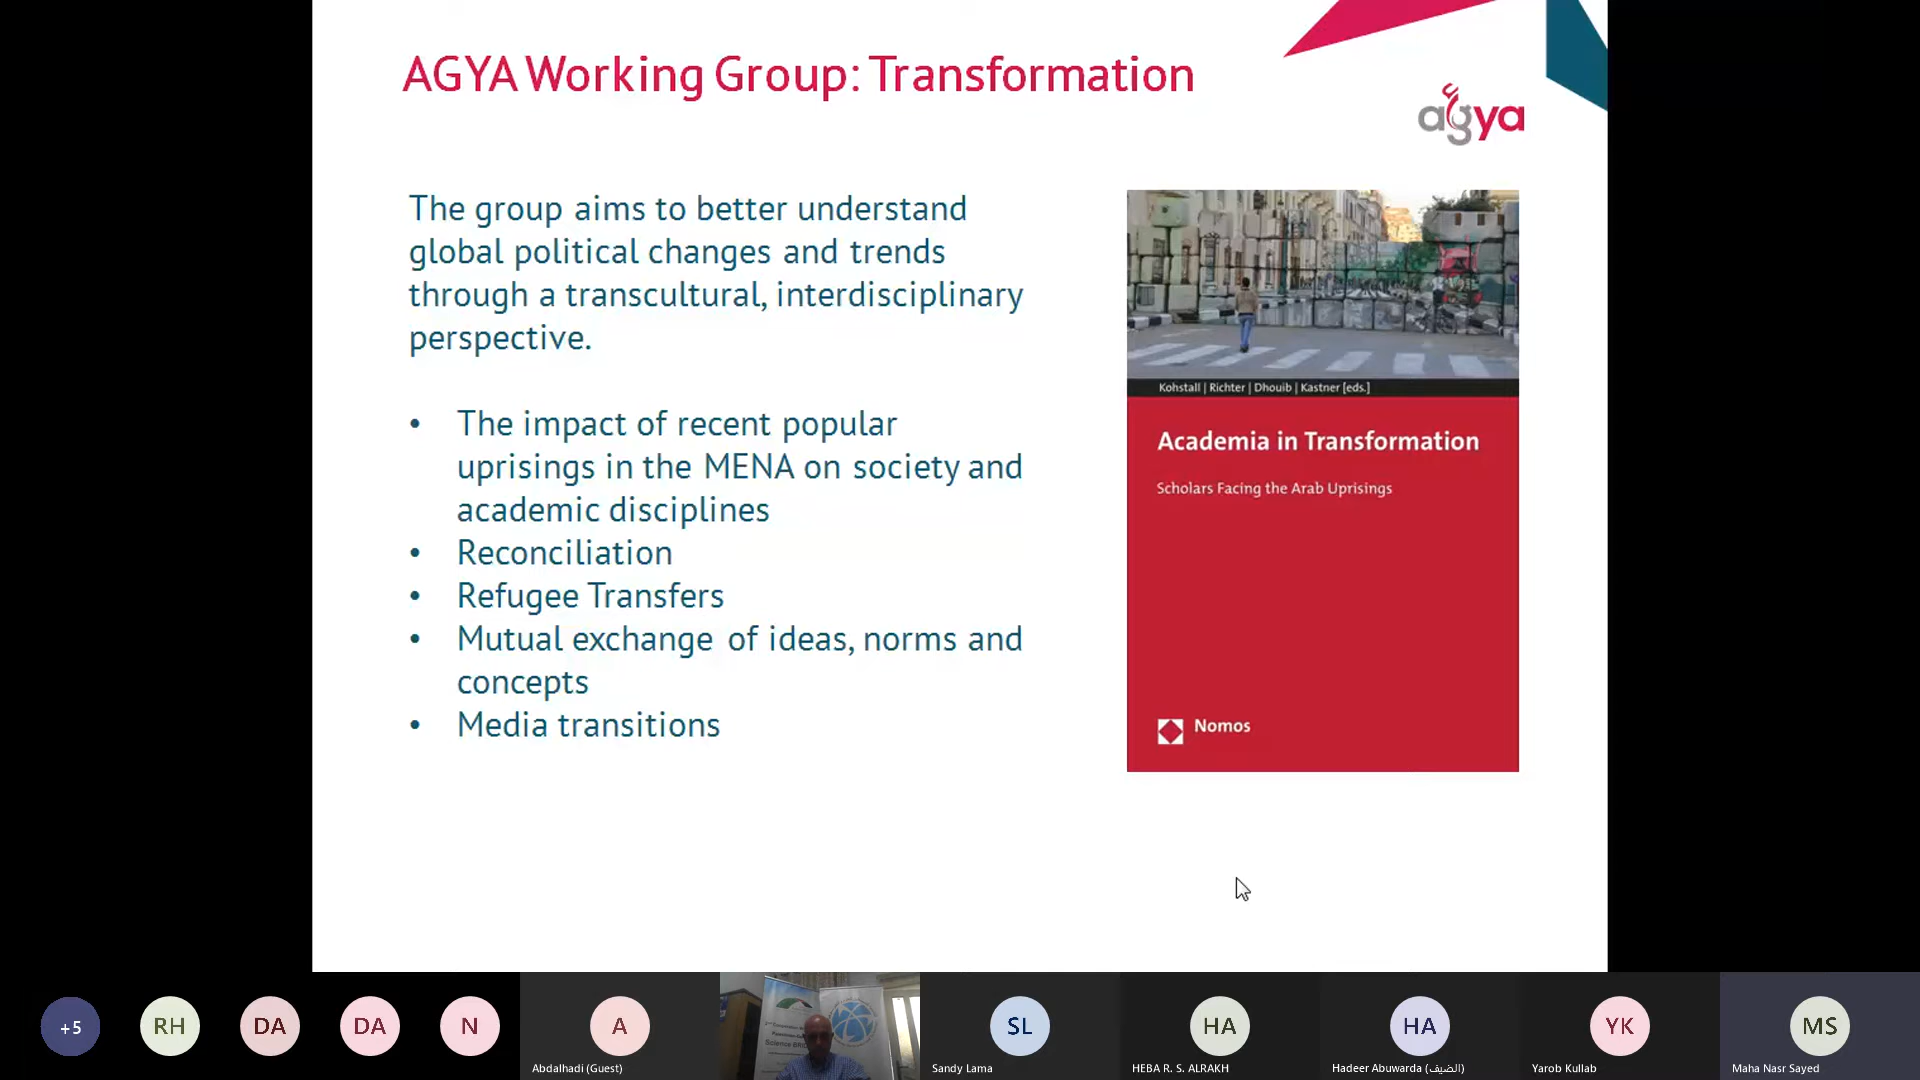 AGYA Working Group: Transformation
agya
The group aims to better understand
global political changes and trends
through a transcultural, interdisciplinary
perspective.
• The impact of recent popular
uprisings in the MENA on society and
academic disciplines
• Reconciliation
• Refugee Transfers
• Mutual exchange of ideas, norms and
concepts
• Media transitions
Kohstall | Richter | Dhouib | Kastner [eds.]
Academia in Transformation
Scholars Facing the Arab Uprisings
Nomos
+5
RH
DA
DA
N
A
Abdalhadi (Guest)
SL
Sandy Lama
HA
HEBA R. S. ALRAKH
HA
Hadeer Abuwarda (الضيف)
YK
Yarob Kullab
MS
Maha Nasr Sayed